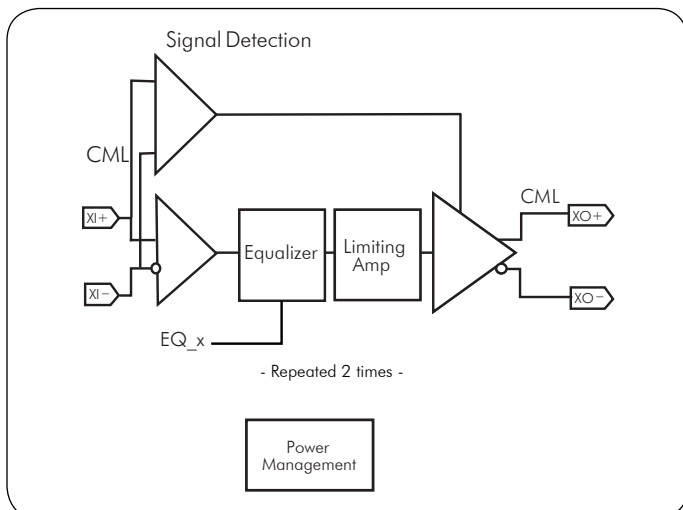 Signal Detection
CML
XI+
XI−
Equalizer
Limiting
Amp
CML
XO+
XO−
EQ_x
- Repeated 2 times -
Power
Management